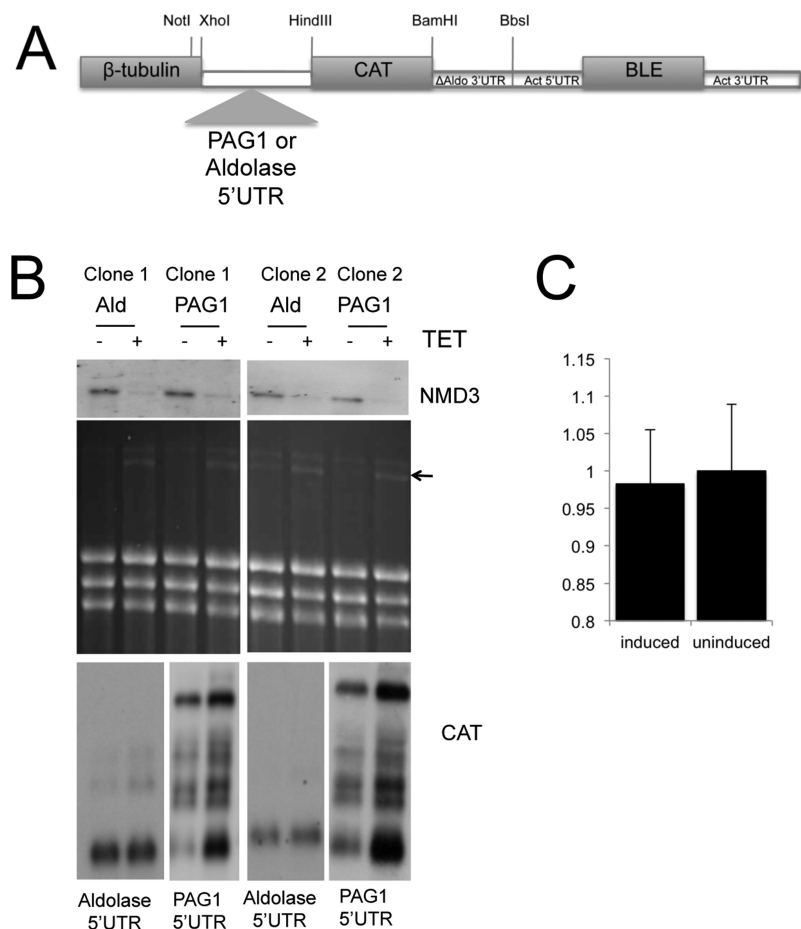 A
NotI XhoI HindIII BamHI BbsI
β-tubulin CAT ΔAldo 3'UTR Act 5'UTR BLE Act 3'UTR
PAG1 or
Aldolase
5'UTR
B
Clone 1 Clone 1 Clone 2 Clone 2
Ald PAG1 Ald PAG1
- + - + - + - + TET
NMD3
CAT
Aldolase PAG1 Aldolase PAG1
5'UTR 5'UTR 5'UTR 5'UTR
C
1.15
1.1
1.05
1
0.95
0.9
0.85
0.8
induced uninduced